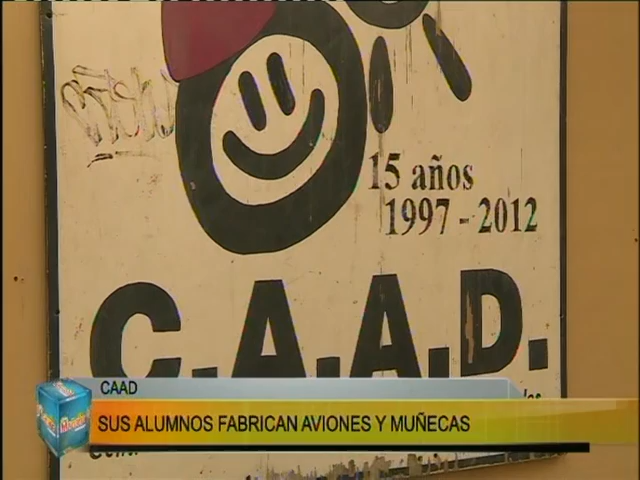 15 años
1997 - 2012
C.A.A.D.
CAAD
SUS ALUMNOS FABRICAN AVIONES Y MUÑECAS